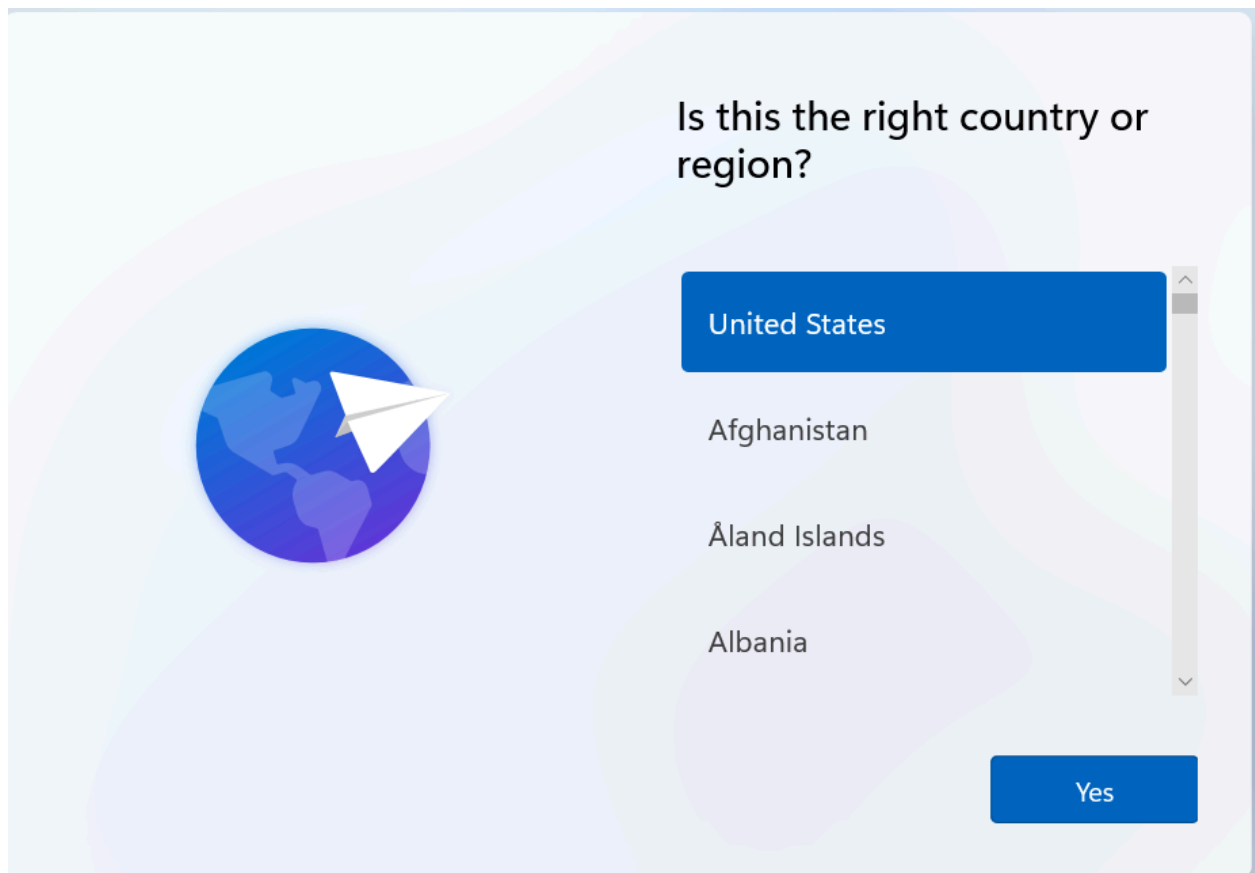 Is this the right country or
region?
United States
Afghanistan
Åland Islands
Albania
Yes